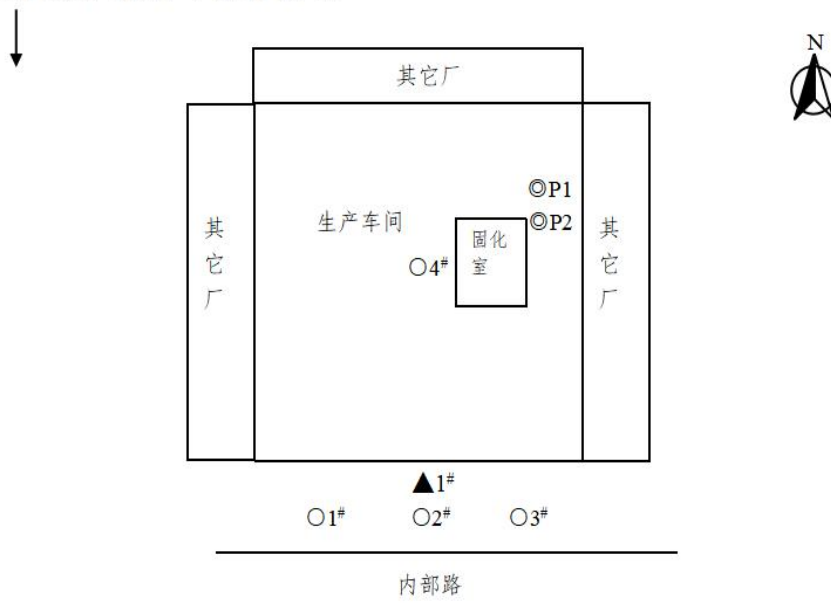 N
其它厂
◎P1
生产车间
◎P2
固化
室
○4#
其
它
厂
其
它
厂
▲1#
○1#
○2#
○3#
内部路